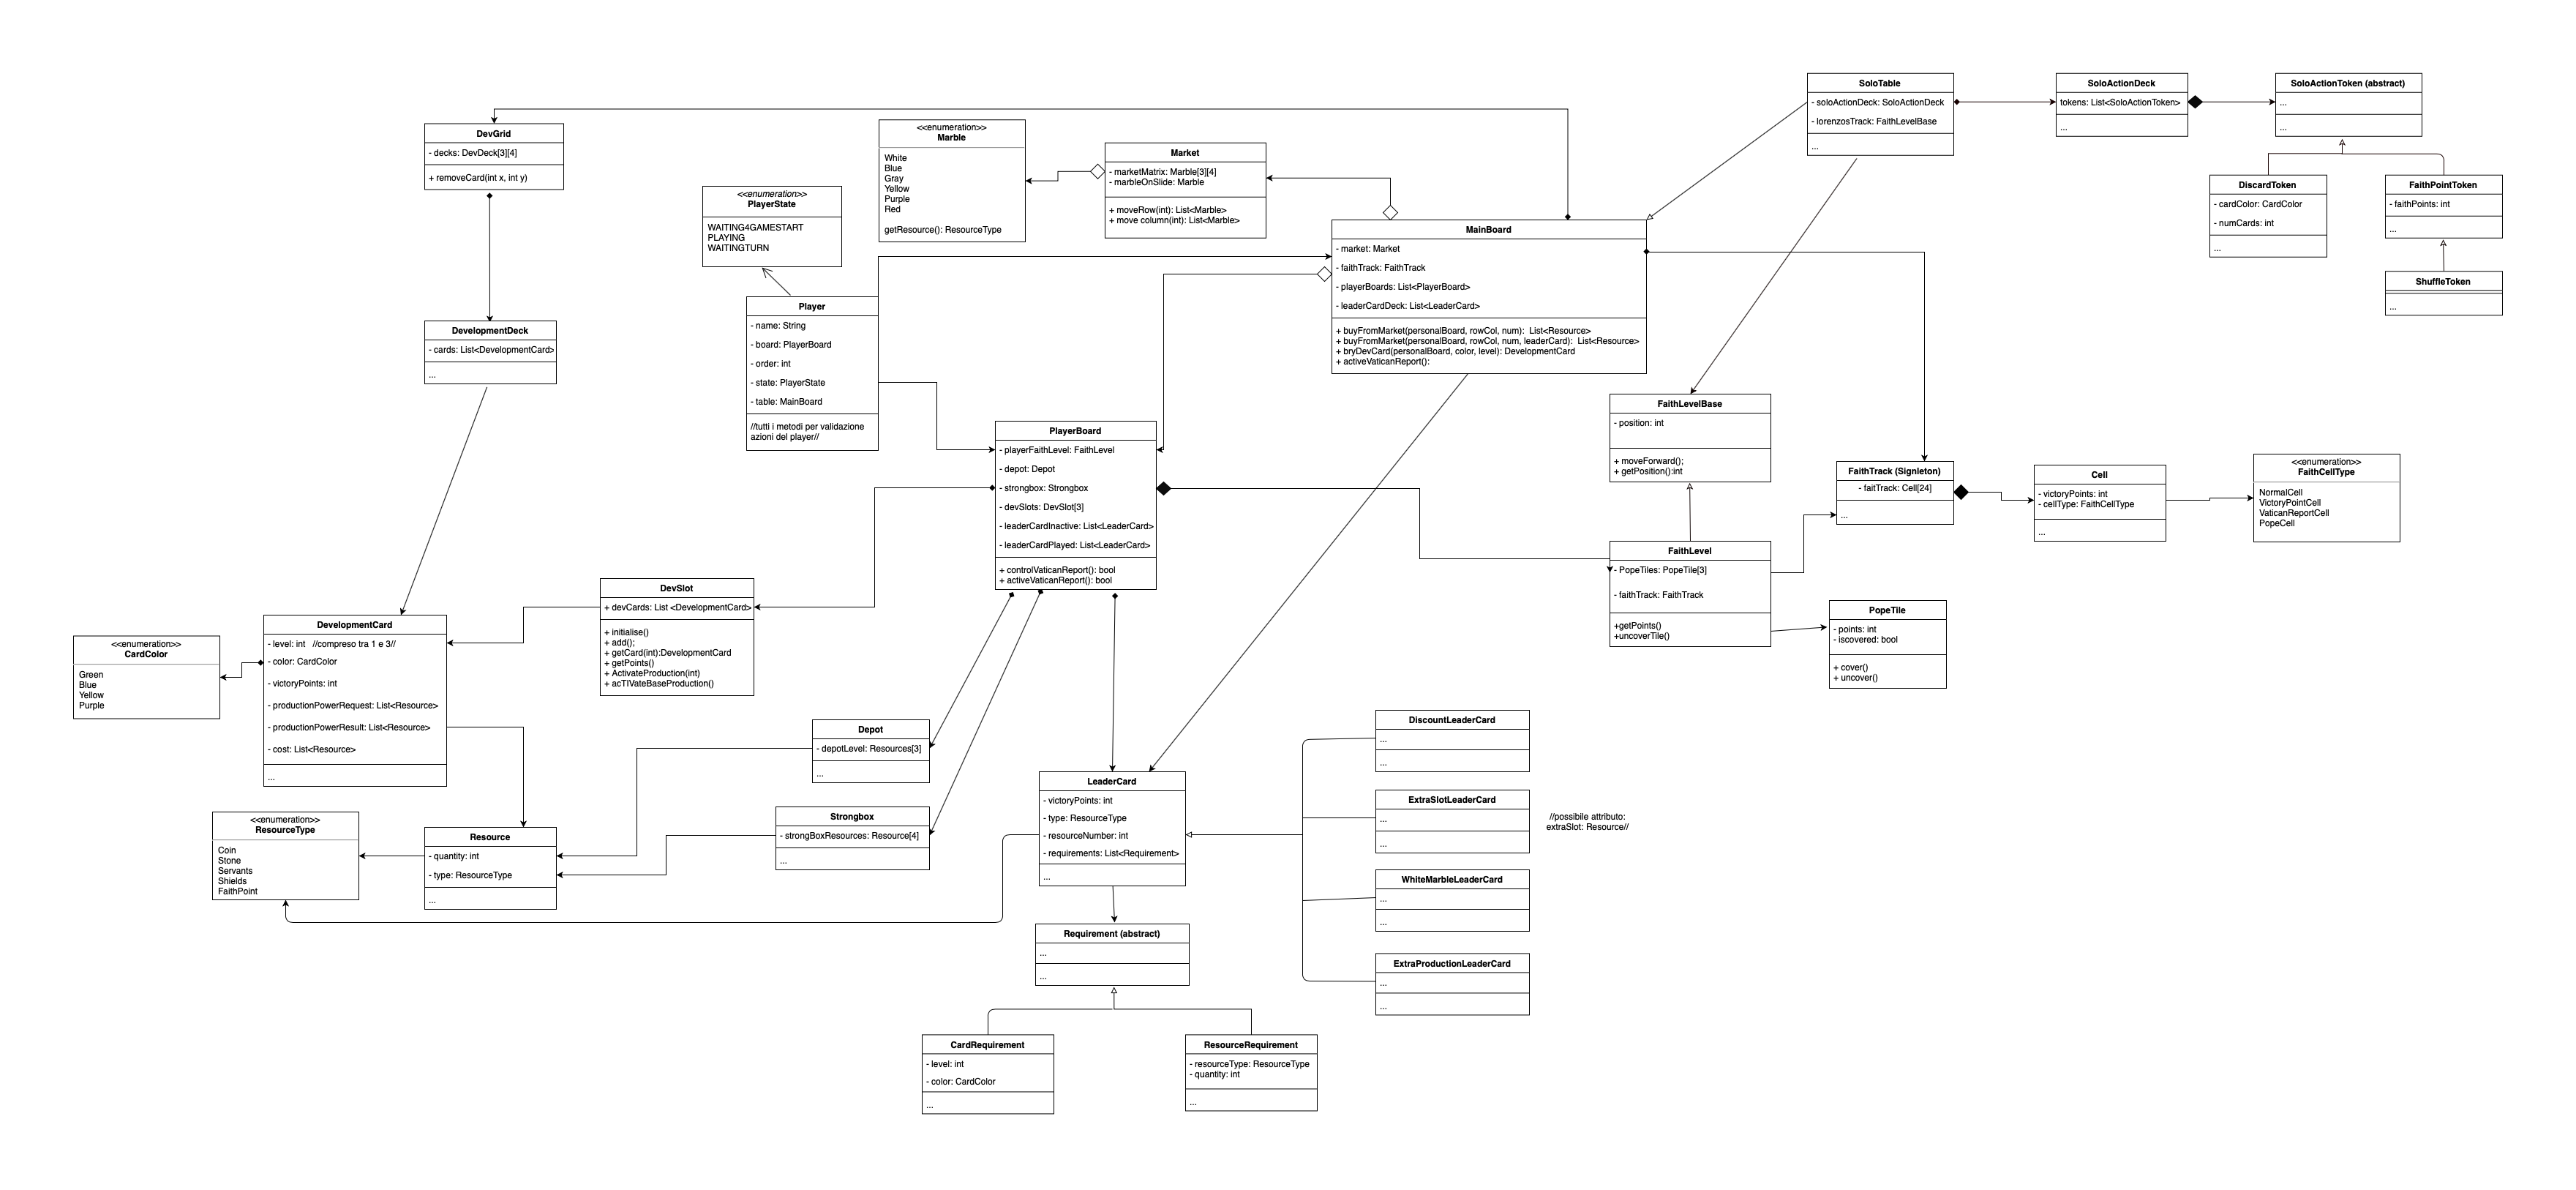 SoloTable
- soloActionDeck: SoloActionDeck
- lorenzosTrack: FaithLevelBase
...
SoloActionDeck
tokens: List<SoloActionToken>
...
SoloActionToken (abstract)
...
...
DevGrid
- decks: DevDeck[3][4]
+ removeCard(int x, int y)
<<enumeration>>
Marble
White
Blue
Gray
Yellow
Purple
Red
getResource(): ResourceType
Market
- marketMatrix: Marble[3][4]
- marbleOnSlide: Marble
+ moveRow(int): List<Marble>
+ move column(int): List<Marble>
DiscardToken
- cardColor: CardColor
- numCards: int
...
FaithPointToken
- faithPoints: int
...
ShuffleToken
...
<<enumeration>>
PlayerState
WAITING4GAMESTART
PLAYING
WAITINGTURN
MainBoard
- market: Market
- faithTrack: FaithTrack
- playerBoards: List<PlayerBoard>
- leaderCardDeck: List<LeaderCard>
+ buyFromMarket(personalBoard, rowCol, num):  List<Resource>
+ buyFromMarket(personalBoard, rowCol, num, leaderCard):  List<Resource>
+ bryDevCard(personalBoard, color, level): DevelopmentCard
+ activeVaticanReport():
Player
- name: String
- board: PlayerBoard
- order: int
- state: PlayerState
- table: MainBoard
//tutti i metodi per validazione
azioni del player//
DevelopmentDeck
- cards: List<DevelopmentCard>
...
FaithLevelBase
- position: int
+ moveForward();
+ getPosition():int
PlayerBoard
- playerFaithLevel: FaithLevel
- depot: Depot
- strongbox: Strongbox
- devSlots: DevSlot[3]
- leaderCardInactive: List<LeaderCard>
- leaderCardPlayed: List<LeaderCard>
+ controlVaticanReport(): bool
+ activeVaticanReport(): bool
FaithTrack (Signleton)
- faitTrack: Cell[24]
...
Cell
- victoryPoints: int
- cellType: FaithCellType
...
<<enumeration>>
FaithCellType
NormalCell
VictoryPointCell
VaticanReportCell
PopeCell
FaithLevel
- PopeTiles: PopeTile[3]
- faithTrack: FaithTrack
+getPoints()
+uncoverTile()
PopeTile
- points: int
- iscovered: bool
+ cover()
+ uncover()
DevSlot
+ devCards: List <DevelopmentCard>
+ initialise()
+ add();
+ getCard(int):DevelopmentCard
+ getPoints()
+ ActivateProduction(int)
+ acTIVateBaseProduction()
DevelopmentCard
- level: int   //compreso tra 1 e 3//
- color: CardColor
- victoryPoints: int
- productionPowerRequest: List<Resource>
- productionPowerResult: List<Resource>
- cost: List<Resource>
...
<<enumeration>>
CardColor
Green
Blue
Yellow
Purple
Depot
- depotLevel: Resources[3]
...
Strongbox
- strongBoxResources: Resource[4]
...
<<enumeration>>
ResourceType
Coin
Stone
Servants
Shields
FaithPoint
Resource
- quantity: int
- type: ResourceType
...
LeaderCard
- victoryPoints: int
- type: ResourceType
- resourceNumber: int
- requirements: List<Requirement>
...
DiscountLeaderCard
...
...
ExtraSlotLeaderCard
...
...
//possibile attributo:
extraSlot: Resource//
WhiteMarbleLeaderCard
...
...
ExtraProductionLeaderCard
...
...
Requirement (abstract)
...
...
CardRequirement
- level: int
- color: CardColor
...
ResourceRequirement
- resourceType: ResourceType
- quantity: int
...